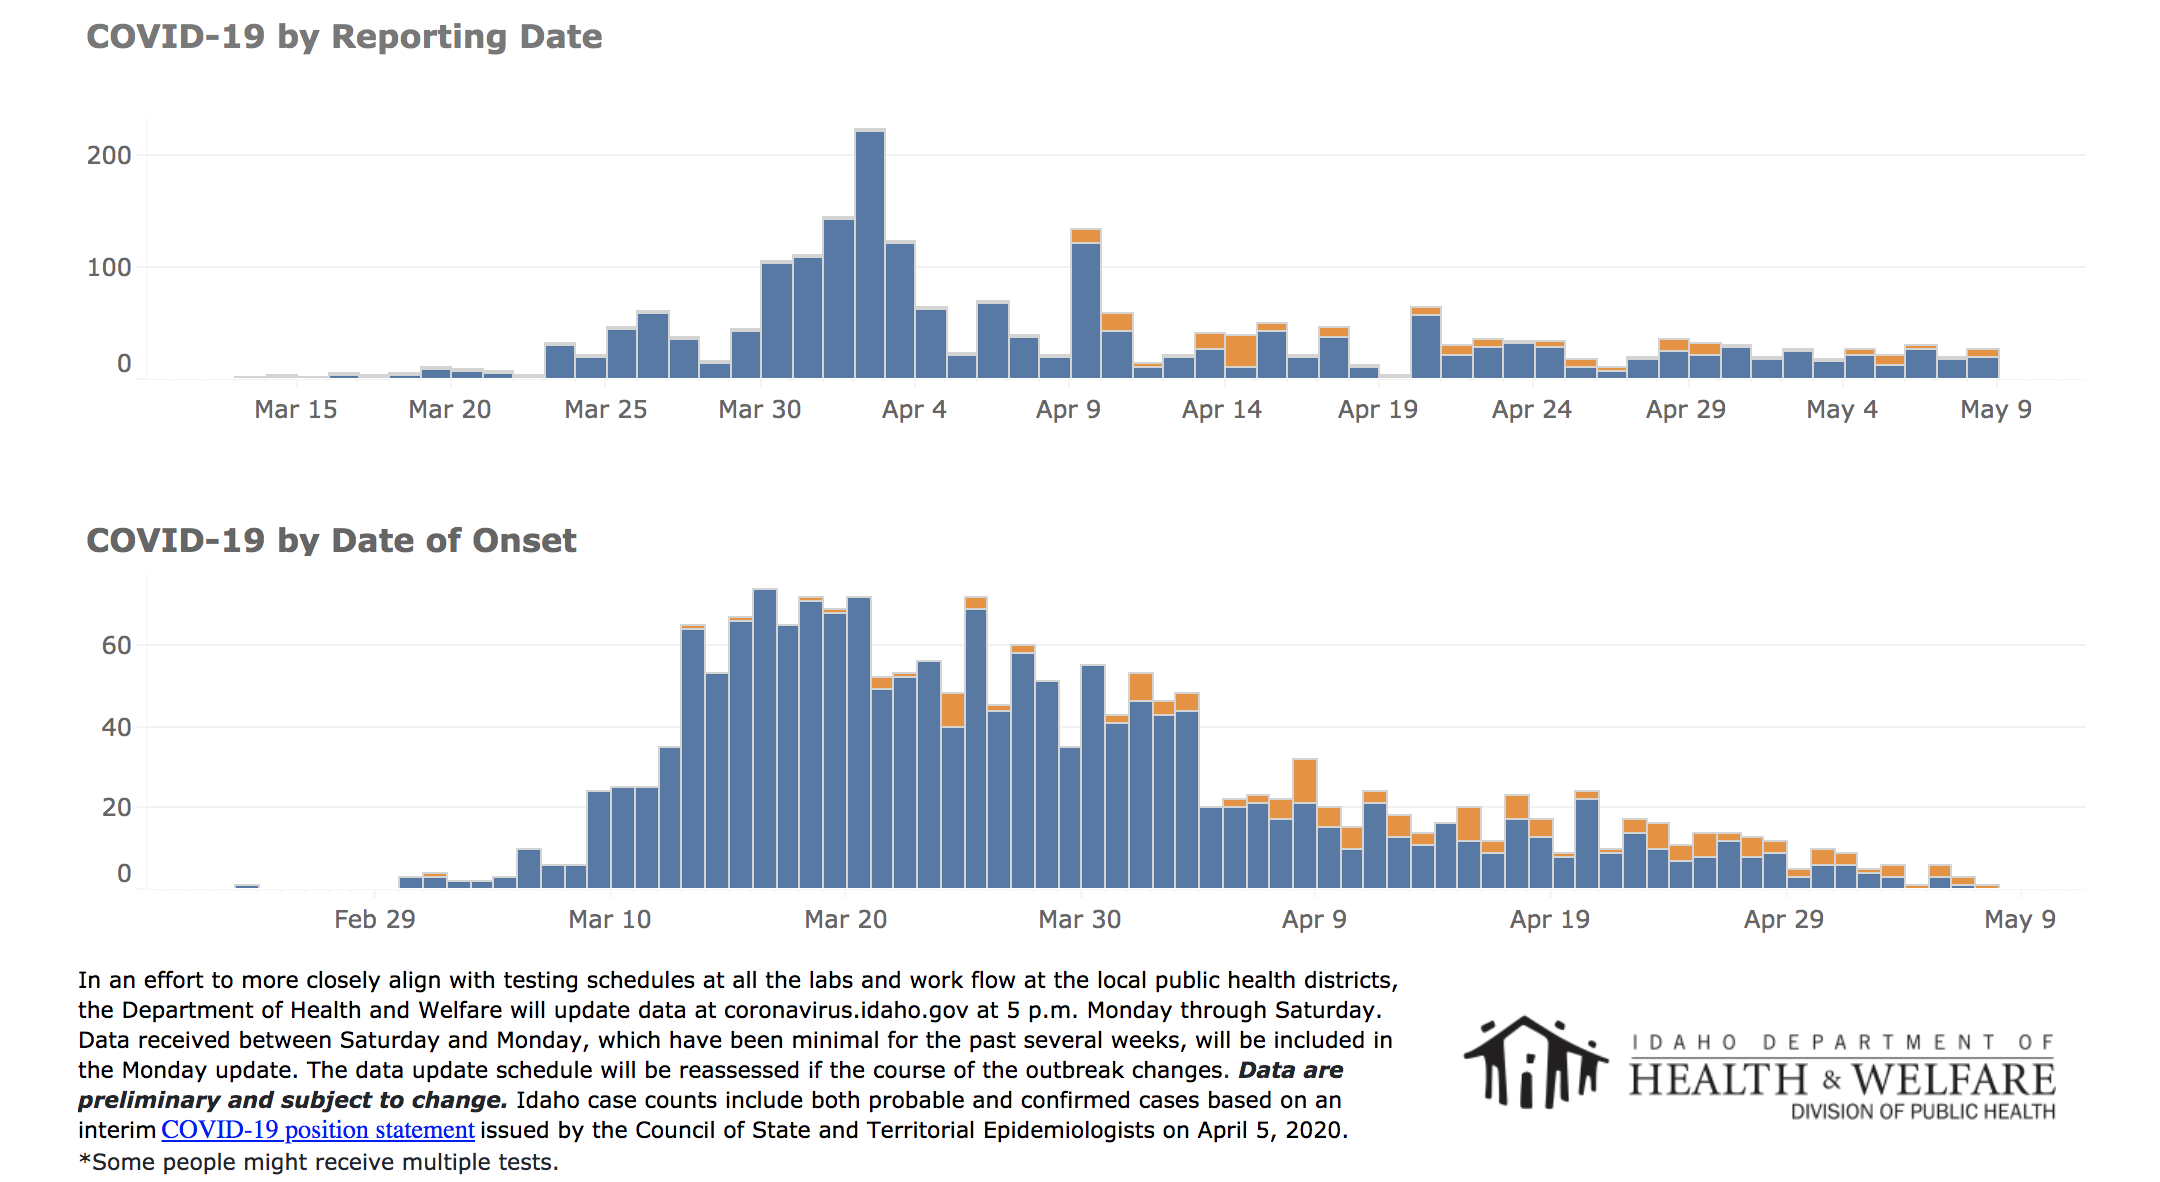 COVID-19 by Reporting Date
200
100
0
Mar 15 Mar 20 Mar 25 Mar 30 Apr 4 Apr 9 Apr 14 Apr 19 Apr 24 Apr 29 May 4 May 9
COVID-19 by Date of Onset
60
40
20
0
Feb 29 Mar 10 Mar 20 Mar 30 Apr 9 Apr 19 Apr 29 May 9
In an effort to more closely align with testing schedules at all the labs and work flow at the local public health districts,
the Department of Health and Welfare will update data at coronavirus.idaho.gov at 5 p.m. Monday through Saturday.
Data received between Saturday and Monday, which have been minimal for the past several weeks, will be included in
the Monday update. The data update schedule will be reassessed if the course of the outbreak changes. Data are
preliminary and subject to change. Idaho case counts include both probable and confirmed cases based on an
interim COVID-19 position statement issued by the Council of State and Territorial Epidemiologists on April 5, 2020.
*Some people might receive multiple tests.
IDAHO DEPARTMENT OF
HEALTH & WELFARE
DIVISION OF PUBLIC HEALTH